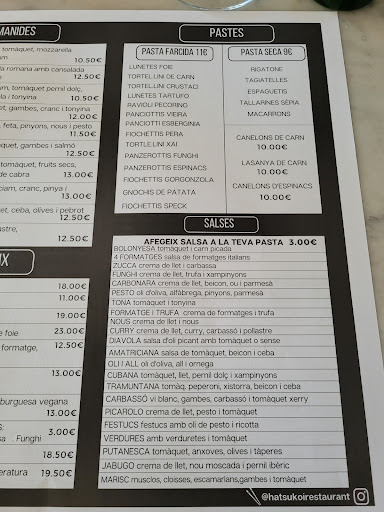 MANIDES
tomàquet, mozzarella
10.50€
a romana amb cansalada
12.50€
tomàquet, pernil dolç,
i tonyina 10.50€
gambes, cranc i tonyina
12.00€
feta, pinyons, nous i pesto
11.50€
màquet, gambes i salmó
12.50€
tomàquet, fruits secs,
de cabra 13.00€
cranc, pinya i
13.00€
quet, ceba, olives i pebrot
12.50€
12.50€
PASTES
PASTA FARCIDA 11€
LUNETES FOIE
TORTELLINI DE CARN
TORTELLINI CRUSTACI
LUNETES TARTUFO
RAVIOLI PECORINO
PANCIOTTIS VIEIRA
PANCIOTTI ESBERGINIA
FIOCHETTIS PERA
TORTELLINI XAI
PANZEROTTIS FUNGHI
PANZEROTTIS ESPINACS
FIOCHETTIS GORGONZOLA
GNOCHIS DE PATATA
FIOCHETTIS SPECK
PASTA SECA 9€
RIGATONE
TAGIATELLES
ESPAGUETIS
TALLARINES SÈPIA
MACARRONS
CANELONS DE CARN
10.00€
LASANYA DE CARN
10.00€
CANELONS D'ESPINACS
10.00€
18.00€
11.00€
19.00€
23.00€
e foie
formatge,
12.50€
13.00€
burguesa vegana
13.00€
3.00€
. Funghi
18.50€
eratura 19.50€
SALSES
AFEGEIX SALSA A LA TEVA PASTA 3.00€
BOLONYESA tomàquet i carn picada
4 FORMATGES salsa de formatges italians
ZUCCA crema de llet i carbassa
FUNGHI crema de llet, trufa i xampinyons
CARBONARA crema de llet, beicon, ou i parmesà
PESTO oli d'oliva, alfàbrega, pinyons, parmesà
TONA tomàquet i tonyina
FORMATGE I TRUFA crema de formatges i trufa
NOUS crema de llet i nous
CURRY crema de llet, curry, carbassó i pollastre
DIAVOLA salsa d'oli picant amb tomàquet o sense
AMATRICIANA salsa de tomàquet, beicon i ceba
OLI I ALL oli d'oliva, all i orenga
CUBANA tomàquet, llet, pernil dolç i xampinyons
TRAMUNTANA tomàq, peperoni, xistorra, beicon i ceba
CARBASSÓ vi blanc, gambes, carbassó i tomàquet xerry
PICAROLO crema de llet, pesto i tomàquet
FESTUCS festucs amb oli de pesto i ricotta
VERDURES amb verduretes i tomàquet
PUTANESCA tomàquet, anxoves, olives i tàperes
JABUGO crema de llet, nou moscada i pernil ibèric
MARISC musclos, cloïsses, escamarlans, gambes i tomàquet
@hatsukoirestaurant